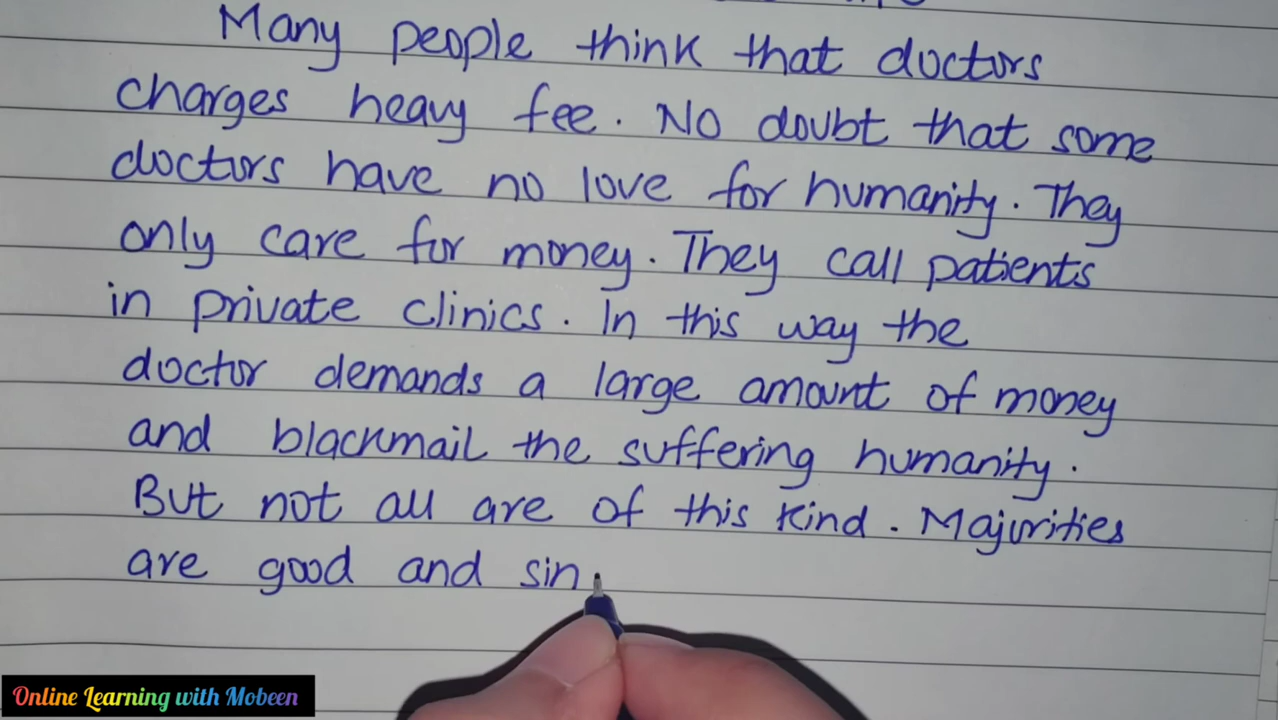 Many people think that doctors
charges heavy fee. No doubt that some
doctors have no love for humanity. They
only care for money. They call patients
in private clinics. In this way the
doctor demands a large amount of money
and blackmail the suffering humanity.
But not all are of this kind. Majorities
are good and sin
Online Learning with Mobeen